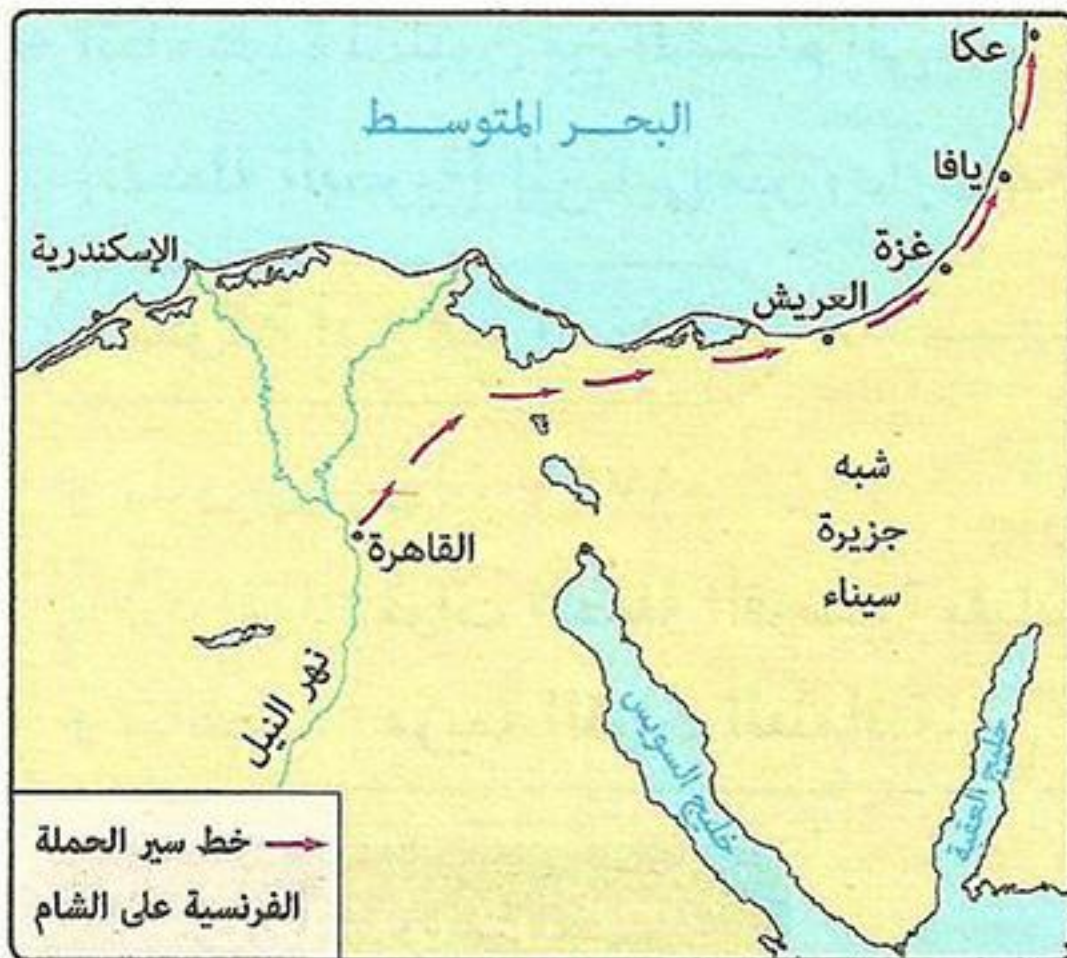 عكا
البحر المتوسط
يافا
الإسكندرية
غزة
العريش
شبه
جزيرة
سيناء
القاهرة
نهر النيل
خليج السويس
خليج العقبة
خط سير الحملة
الفرنسية على الشام